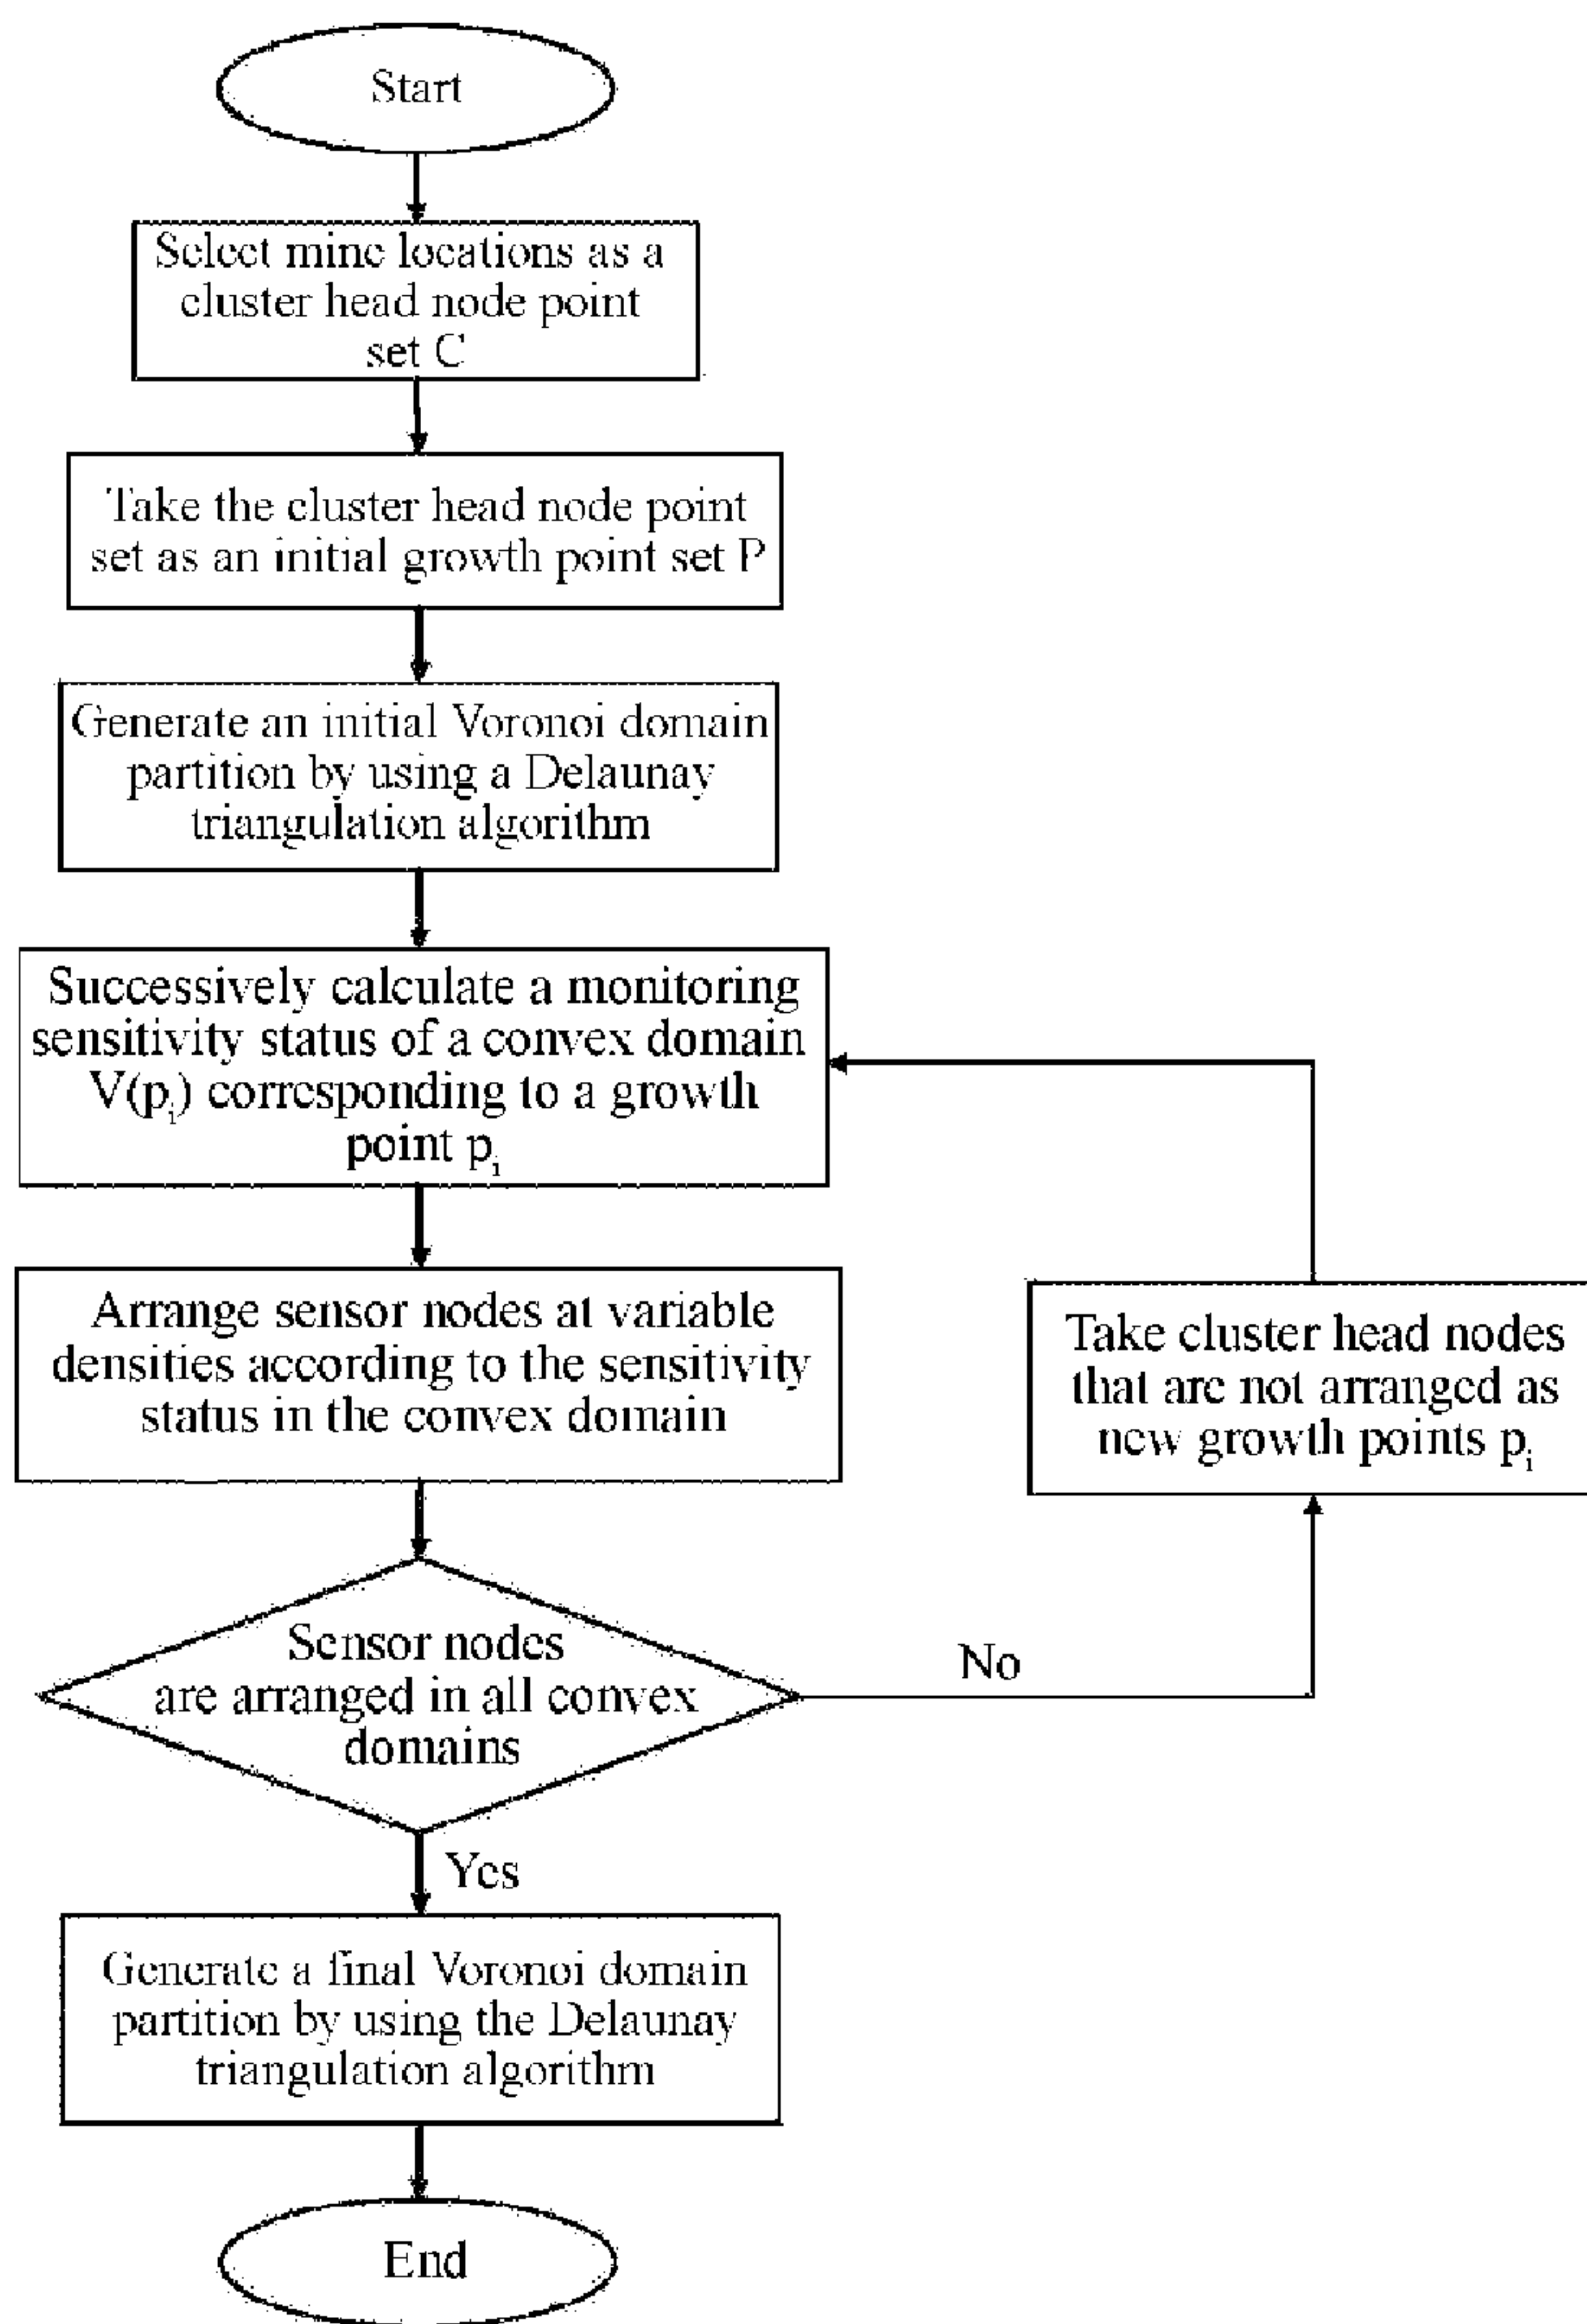 Start
Select mine locations as a
cluster head node point
set C
Take the cluster head node point
set as an initial growth point set P
Generate an initial Voronoi domain
partition by using a Delaunay
triangulation algorithm
Successively calculate a monitoring
sensitivity status of a convex domain
V(pᵢ) corresponding to a growth
point pᵢ
Arrange sensor nodes at variable
densities according to the sensitivity
status in the convex domain
Take cluster head nodes
that are not arranged as
new growth points pᵢ
Sensor nodes
are arranged in all convex
domains
No
Yes
Generate a final Voronoi domain
partition by using the Delaunay
triangulation algorithm
End